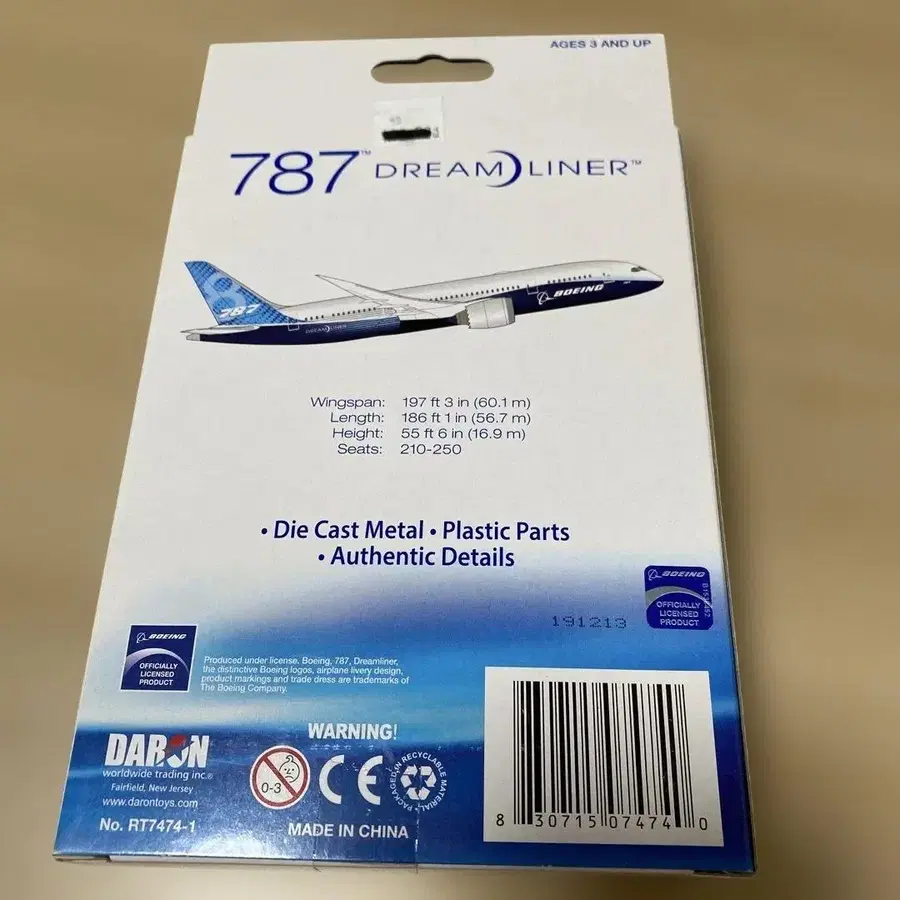 AGES 3 AND UP
787™ DREAMLINER™
8
787
DREAMLINER
BOEING
Wingspan: 197 ft 3 in (60.1 m)
Length: 186 ft 1 in (56.7 m)
Height: 55 ft 6 in (16.9 m)
Seats: 210-250
• Die Cast Metal • Plastic Parts
• Authentic Details
BOEING
OFFICIALLY
LICENSED
PRODUCT
191213
BOEING
OFFICIALLY
LICENSED
PRODUCT
Produced under license. Boeing, 787, Dreamliner,
the distinctive Boeing logos, airplane livery design,
product markings and trade dress are trademarks of
The Boeing Company.
DARON
worldwide trading inc.®
Fairfield, New Jersey
www.darontoys.com
No. RT7474-1
WARNING!
0-3
CE
PACKAGED IN RECYCLABLE MATERIAL
MADE IN CHINA
8 30715 07474 0